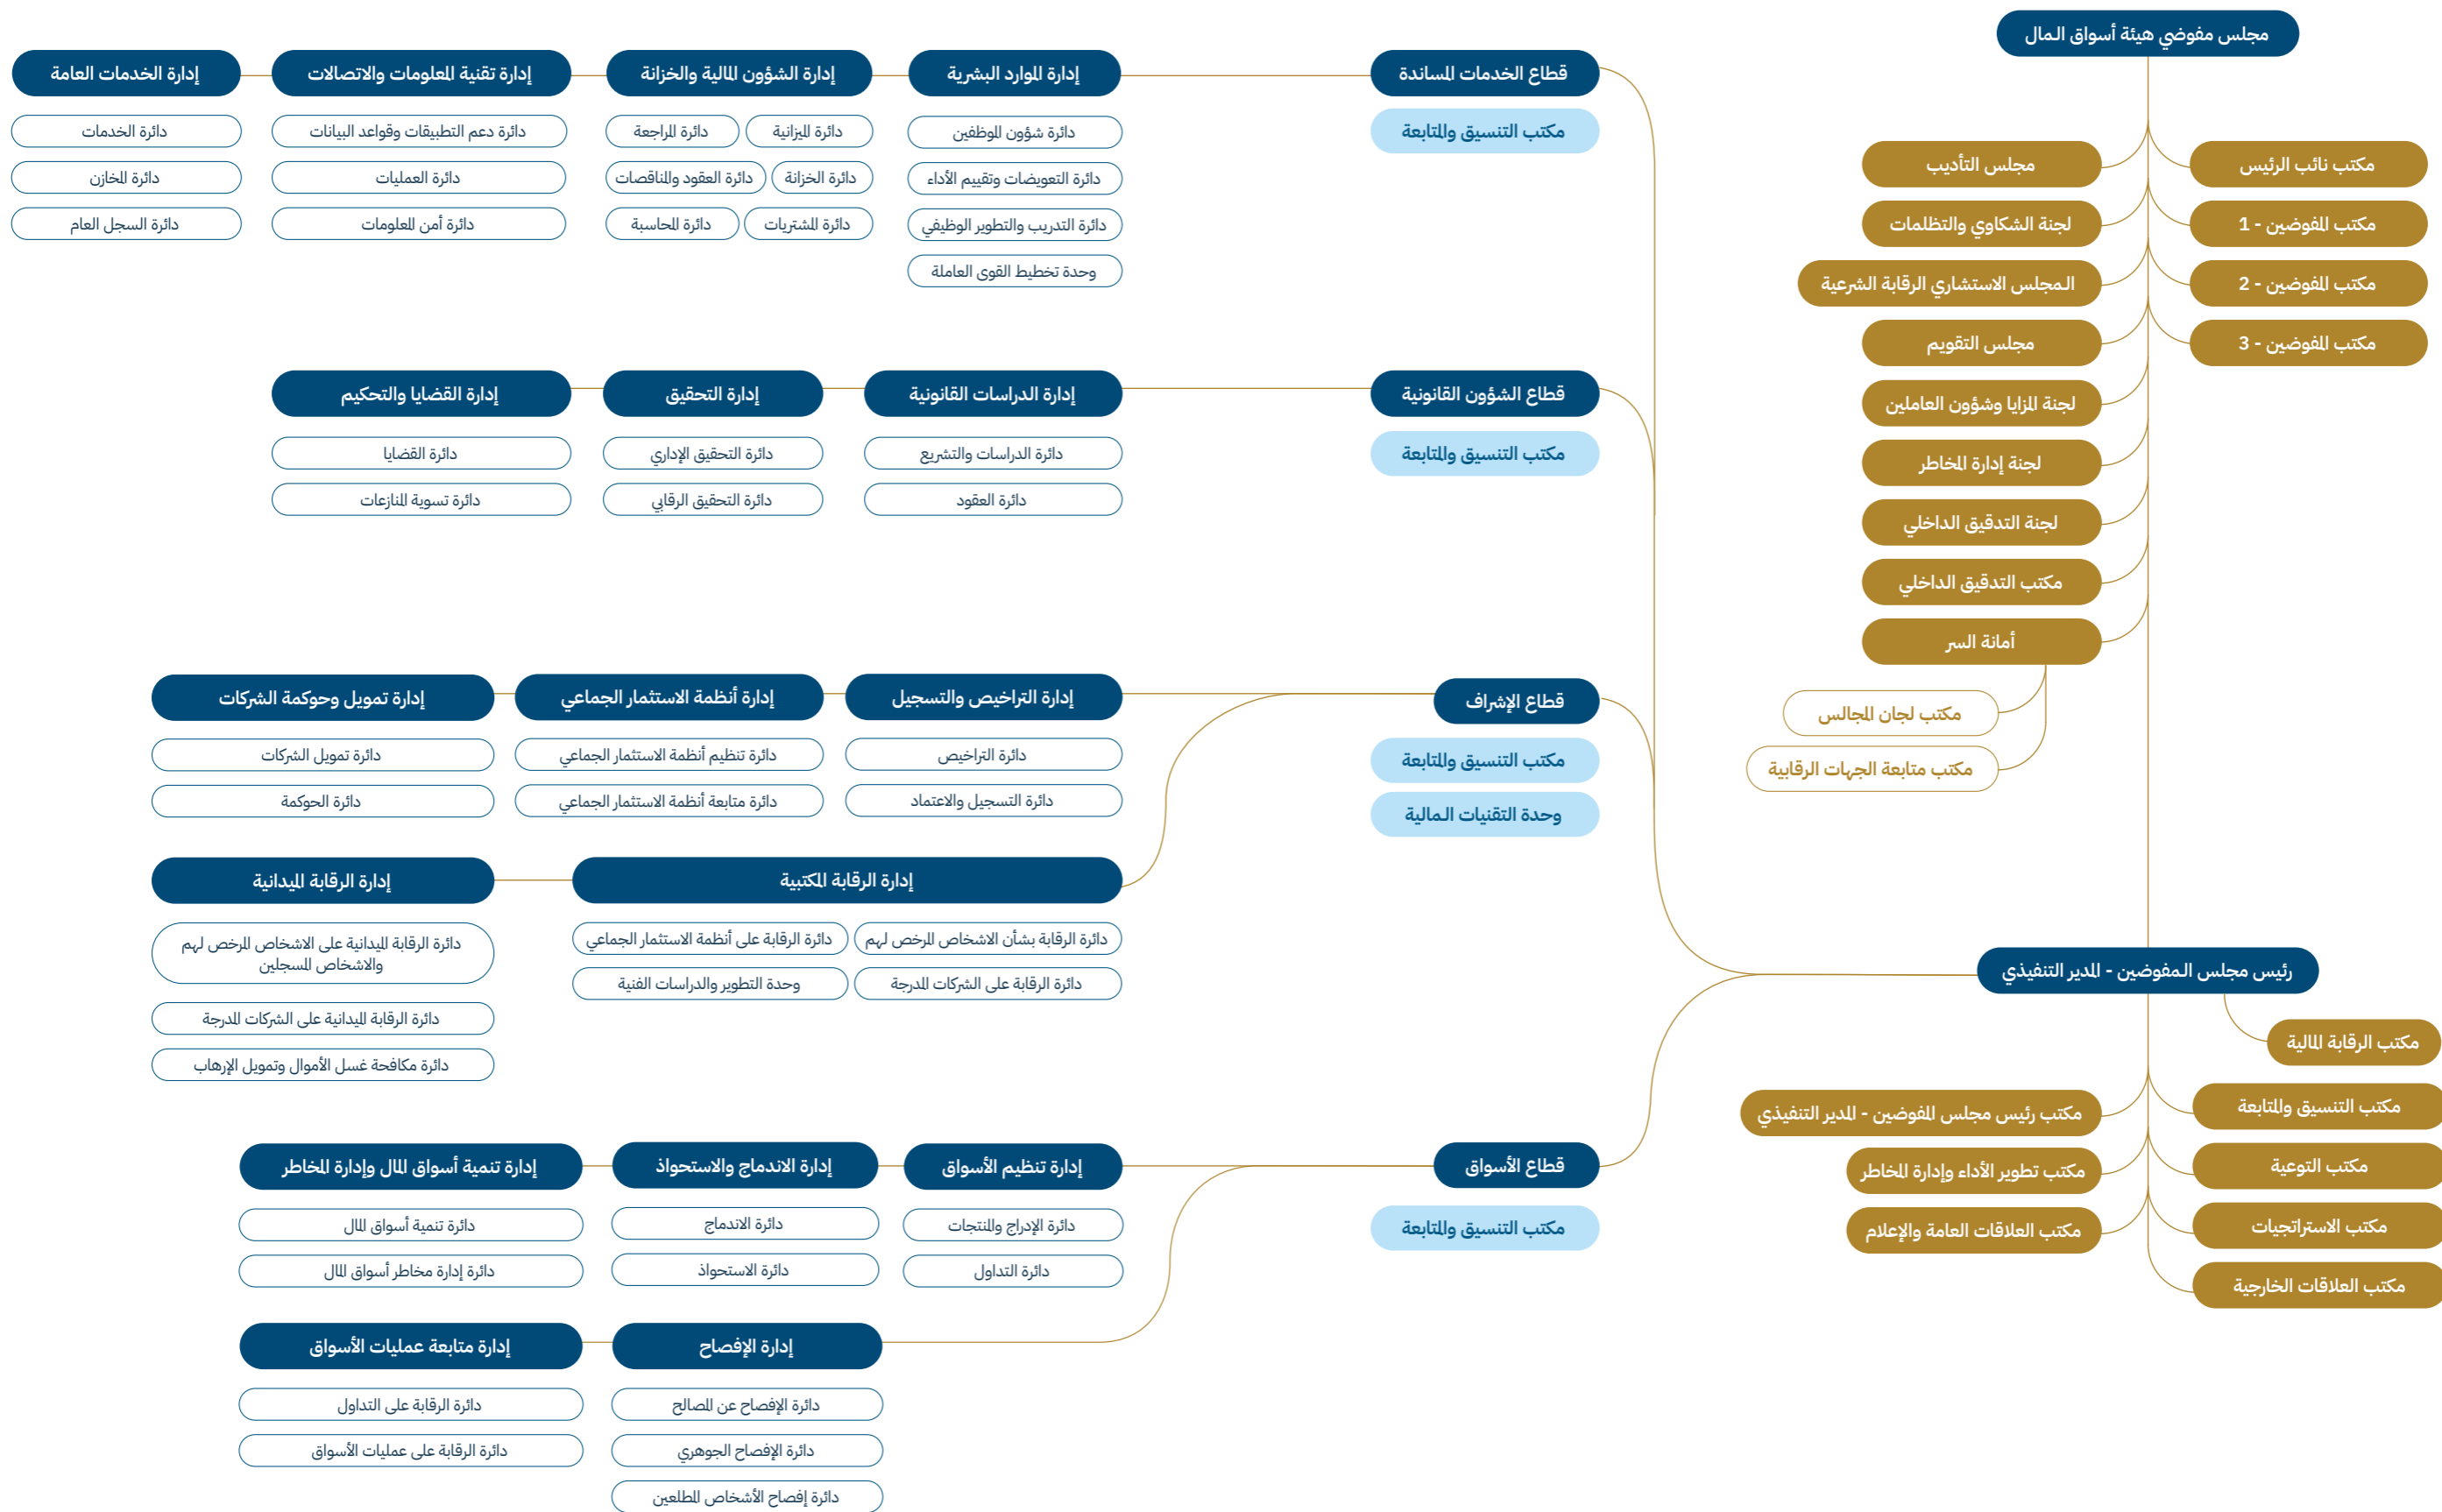 مجلس مفوضي هيئة أسواق المال
مكتب نائب الرئيس
مكتب المفوضين - 1
مكتب المفوضين - 2
مكتب المفوضين - 3
مجلس التأديب
لجنة الشكاوي والتظلمات
المجلس الاستشاري الرقابة الشرعية
مجلس التقويم
لجنة المزايا وشؤون العاملين
لجنة إدارة المخاطر
لجنة التدقيق الداخلي
مكتب التدقيق الداخلي
أمانة السر
مكتب لجان المجالس
مكتب متابعة الجهات الرقابية
رئيس مجلس المفوضين - المدير التنفيذي
مكتب الرقابة المالية
مكتب التنسيق والمتابعة
مكتب التوعية
مكتب الاستراتجيات
مكتب العلاقات الخارجية
مكتب رئيس مجلس المفوضين - المدير التنفيذي
مكتب تطوير الأداء وإدارة المخاطر
مكتب العلاقات العامة والإعلام
قطاع الخدمات المساندة
مكتب التنسيق والمتابعة
إدارة الموارد البشرية
دائرة شؤون الموظفين
دائرة التعويضات وتقييم الأداء
دائرة التدريب والتطوير الوظيفي
وحدة تخطيط القوى العاملة
إدارة الشؤون المالية والخزانة
دائرة الميزانية
دائرة المراجعة
دائرة الخزانة
دائرة العقود والمناقصات
دائرة المشتريات
دائرة المحاسبة
إدارة تقنية المعلومات والاتصالات
دائرة دعم التطبيقات وقواعد البيانات
دائرة العمليات
دائرة أمن المعلومات
إدارة الخدمات العامة
دائرة الخدمات
دائرة المخازن
دائرة السجل العام
قطاع الشؤون القانونية
مكتب التنسيق والمتابعة
إدارة الدراسات القانونية
دائرة الدراسات والتشريع
دائرة العقود
إدارة التحقيق
دائرة التحقيق الإداري
دائرة التحقيق الرقابي
إدارة القضايا والتحكيم
دائرة القضايا
دائرة تسوية المنازعات
قطاع الإشراف
مكتب التنسيق والمتابعة
وحدة التقنيات المالية
إدارة التراخيص والتسجيل
دائرة التراخيص
دائرة التسجيل والاعتماد
إدارة أنظمة الاستثمار الجماعي
دائرة تنظيم أنظمة الاستثمار الجماعي
دائرة متابعة أنظمة الاستثمار الجماعي
إدارة تمويل وحوكمة الشركات
دائرة تمويل الشركات
دائرة الحوكمة
إدارة الرقابة المكتبية
دائرة الرقابة بشأن الاشخاص المرخص لهم
دائرة الرقابة على أنظمة الاستثمار الجماعي
دائرة الرقابة على الشركات المدرجة
وحدة التطوير والدراسات الفنية
إدارة الرقابة الميدانية
دائرة الرقابة الميدانية على الاشخاص المرخص لهم
والاشخاص المسجلين
دائرة الرقابة الميدانية على الشركات المدرجة
دائرة مكافحة غسل الأموال وتمويل الإرهاب
قطاع الأسواق
مكتب التنسيق والمتابعة
إدارة تنظيم الأسواق
دائرة الإدراج والمنتجات
دائرة التداول
إدارة الاندماج والاستحواذ
دائرة الاندماج
دائرة الاستحواذ
إدارة تنمية أسواق المال وإدارة المخاطر
دائرة تنمية أسواق المال
دائرة إدارة مخاطر أسواق المال
إدارة الإفصاح
دائرة الإفصاح عن المصالح
دائرة الإفصاح الجوهري
دائرة إفصاح الأشخاص المطلعين
إدارة متابعة عمليات الأسواق
دائرة الرقابة على التداول
دائرة الرقابة على عمليات الأسواق